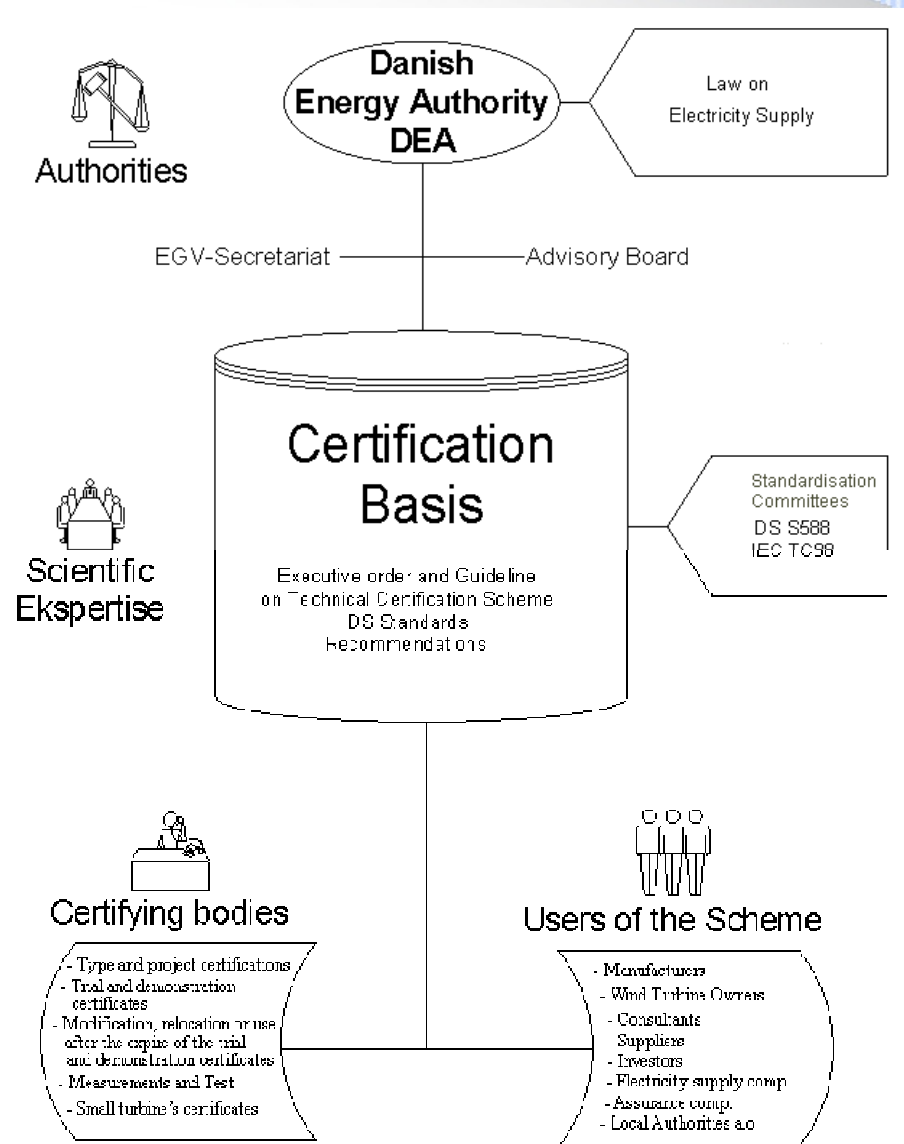 Danish
Energy Authority
DEA
Law on
Electricity Supply
Authorities
EGV-Secretariat
Advisory Board
Certification
Basis
Executive order and Guideline
on Technical Certification Scheme
DS Standards
Recommendations
Standardisation
Committees
DS S588
IEC TC88
Scientific
Ekspertise
Certifying bodies
- Type and project certifications
- Trial and demonstration
certificates
- Modification, relocation or use
after the expire of the trial
and demonstration certificates
- Measurements and Test
- Small turbine's certificates
Users of the Scheme
- Manufacturers
- Wind Turbine Owners
- Consultants
Suppliers
- Investors
- Electricity supply comp
- Assurance comp.
- Local Authorities a.o